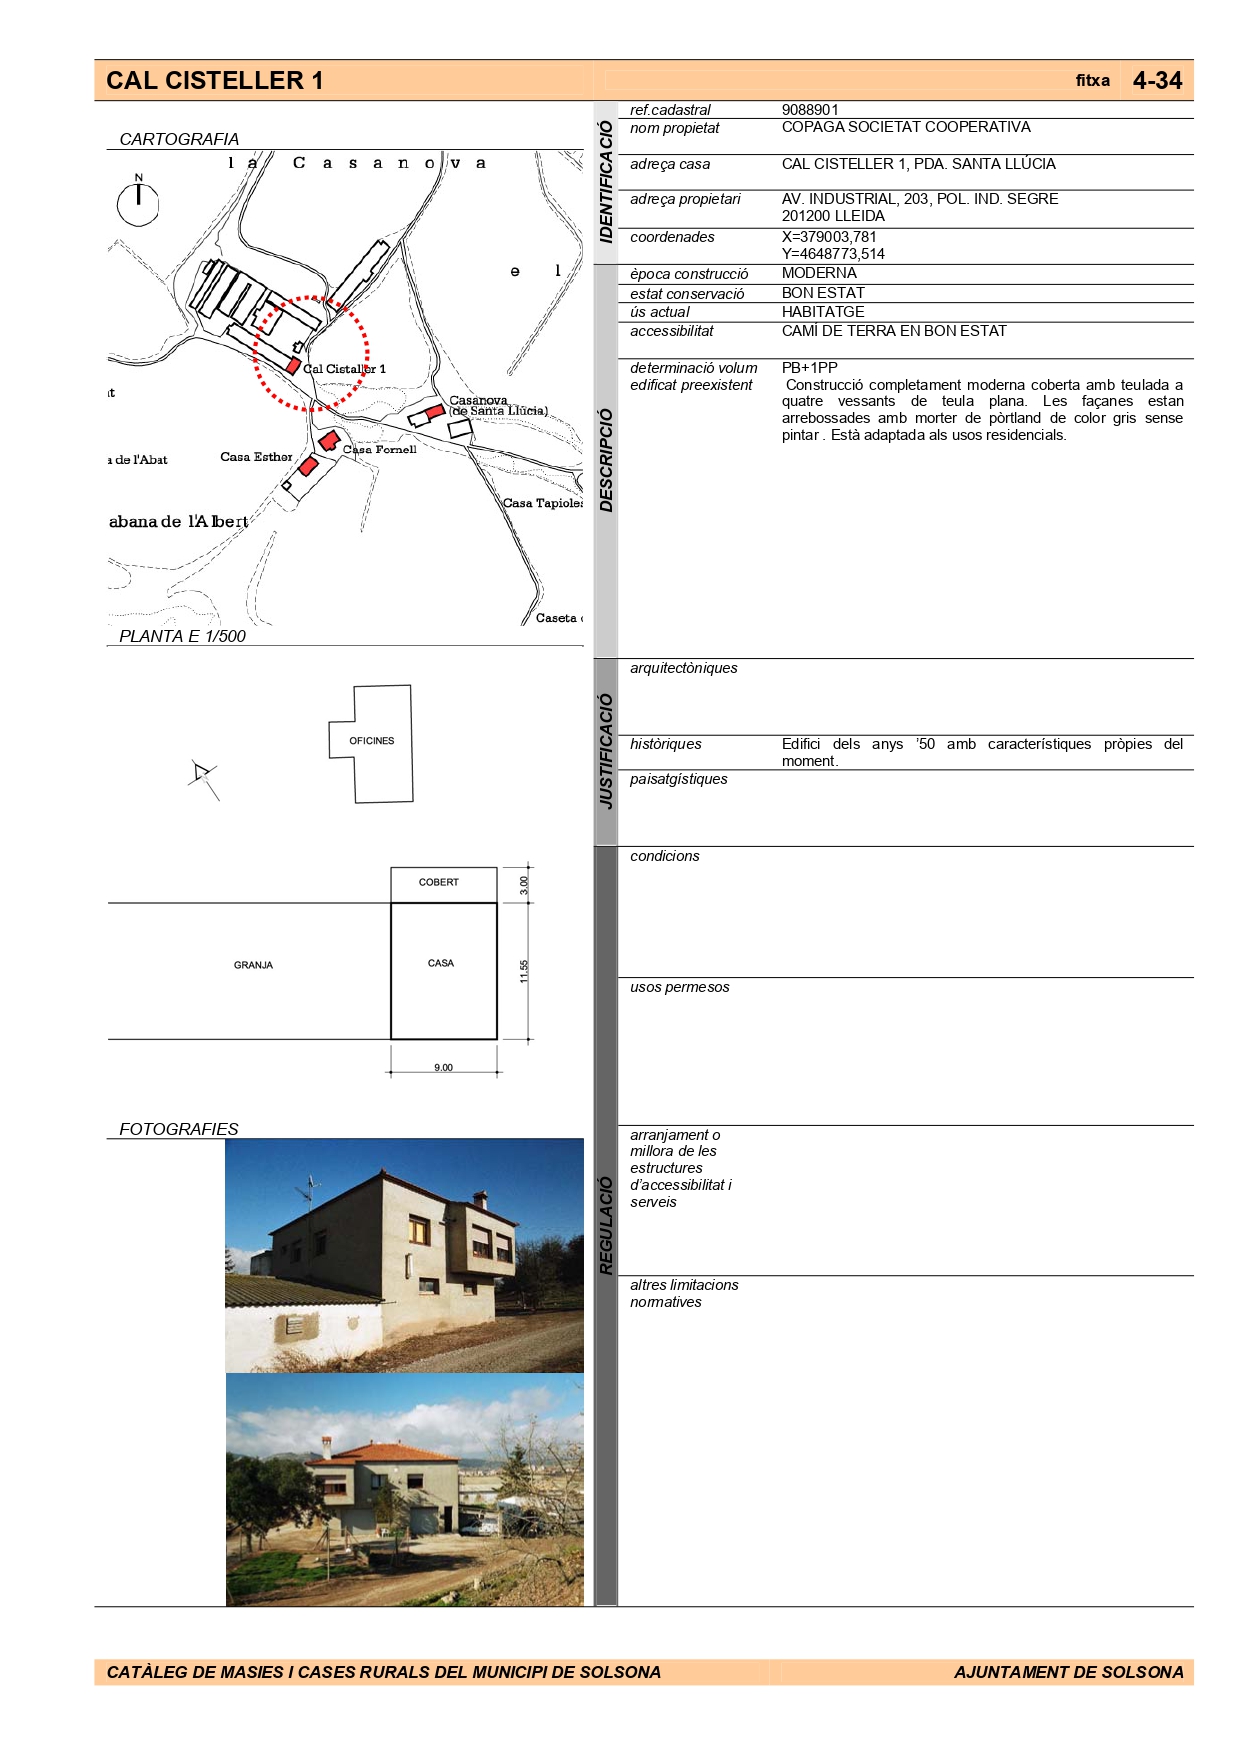 CAL CISTELLER 1
fitxa 4-34
CARTOGRAFIA
l a C a s a n o v a
N
e l
Cal Cistaller 1
Casanova
(de Santa Llúcia)
Casa Fornell
Casa Esther
a de l'Abat
Casa Tapioles
abana de l'Albert
Caseta
PLANTA E 1/500
OFICINES
COBERT
3.00
GRANJA
CASA
11.55
9.00
FOTOGRAFIES
IDENTIFICACIÓ
ref.cadastral 9088901
nom propietat COPAGA SOCIETAT COOPERATIVA
adreça casa CAL CISTELLER 1, PDA. SANTA LLÚCIA
adreça propietari AV. INDUSTRIAL, 203, POL. IND. SEGRE
201200 LLEIDA
coordenades X=379003,781
Y=4648773,514
DESCRIPCIÓ
època construcció MODERNA
estat conservació BON ESTAT
ús actual HABITATGE
accessibilitat CAMÍ DE TERRA EN BON ESTAT
determinació volum PB+1PP
edificat preexistent Construcció completament moderna coberta amb teulada a
quatre vessants de teula plana. Les façanes estan
arrebossades amb morter de pòrtland de color gris sense
pintar . Està adaptada als usos residencials.
JUSTIFICACIÓ
arquitectòniques
històriques Edifici dels anys ’50 amb característiques pròpies del
moment.
paisatgístiques
REGULACIÓ
condicions
usos permesos
arranjament o
millora de les
estructures
d’accessibilitat i
serveis
altres limitacions
normatives
CATÀLEG DE MASIES I CASES RURALS DEL MUNICIPI DE SOLSONA
AJUNTAMENT DE SOLSONA